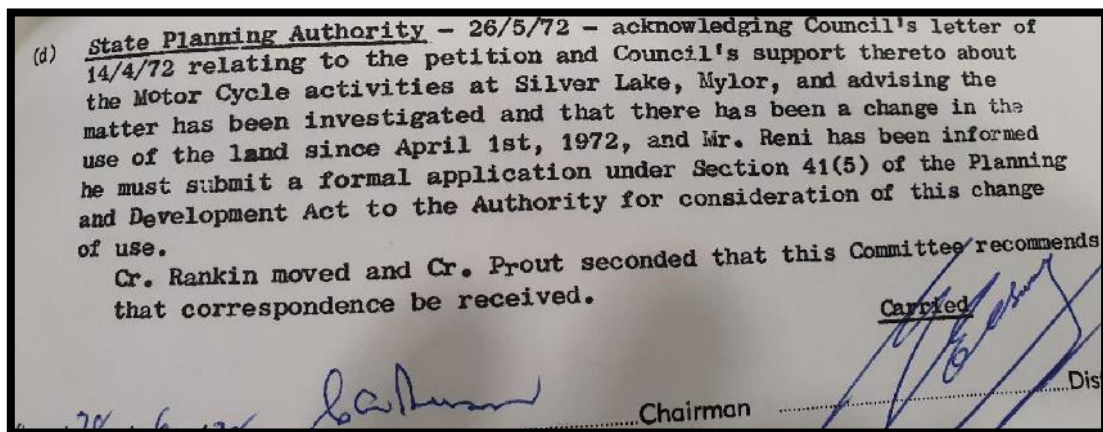 (d) State Planning Authority – 26/5/72 – acknowledging Council's letter of
14/4/72 relating to the petition and Council's support thereto about
the Motor Cycle activities at Silver Lake, Mylor, and advising the
matter has been investigated and that there has been a change in the
use of the land since April 1st, 1972, and Mr. Reni has been informed
he must submit a formal application under Section 41(5) of the Planning
and Development Act to the Authority for consideration of this change
of use.
Cr. Rankin moved and Cr. Prout seconded that this Committee recommends
that correspondence be received.
Carried
Chairman